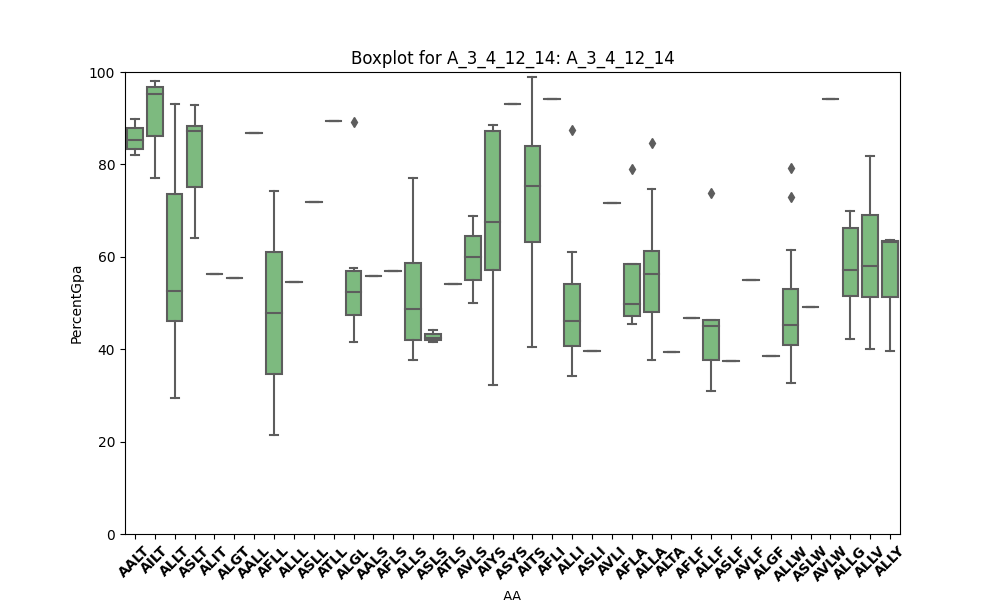 Boxplot for A_3_4_12_14: A_3_4_12_14
100
80
60
40
20
0
PercentGpa
AALT AILT ALLT ASLT ALIT ALGT AALL AFLL ALLL ASLL ATLL ALGL AALS AFLS ALLS ASLS ATLS AVLS AIYS ASYS AITS AFLI ALLI ASLI AVLI AFLA ALLA ALTA AFLF ALLF ASLF AVLF ALGF ALLW ASLW AVLW ALLG ALLV ALLY
AA